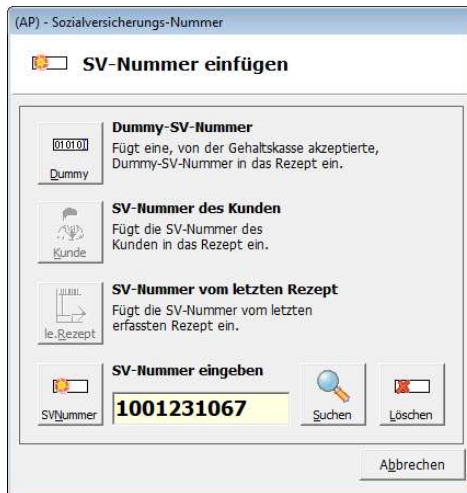 (AP) - Sozialversicherungs-Nummer
SV-Nummer einfügen
Dummy-SV-Nummer
Fügt eine, von der Gehaltskasse akzeptierte,
Dummy-SV-Nummer in das Rezept ein.
01010
Dummy
SV-Nummer des Kunden
Fügt die SV-Nummer des
Kunden in das Rezept ein.
Kunde
SV-Nummer vom letzten Rezept
Fügt die SV-Nummer vom letzten
erfassten Rezept ein.
le.Rezept
SV-Nummer eingeben
SVNummer
1001231067
Suchen
Löschen
Abbrechen